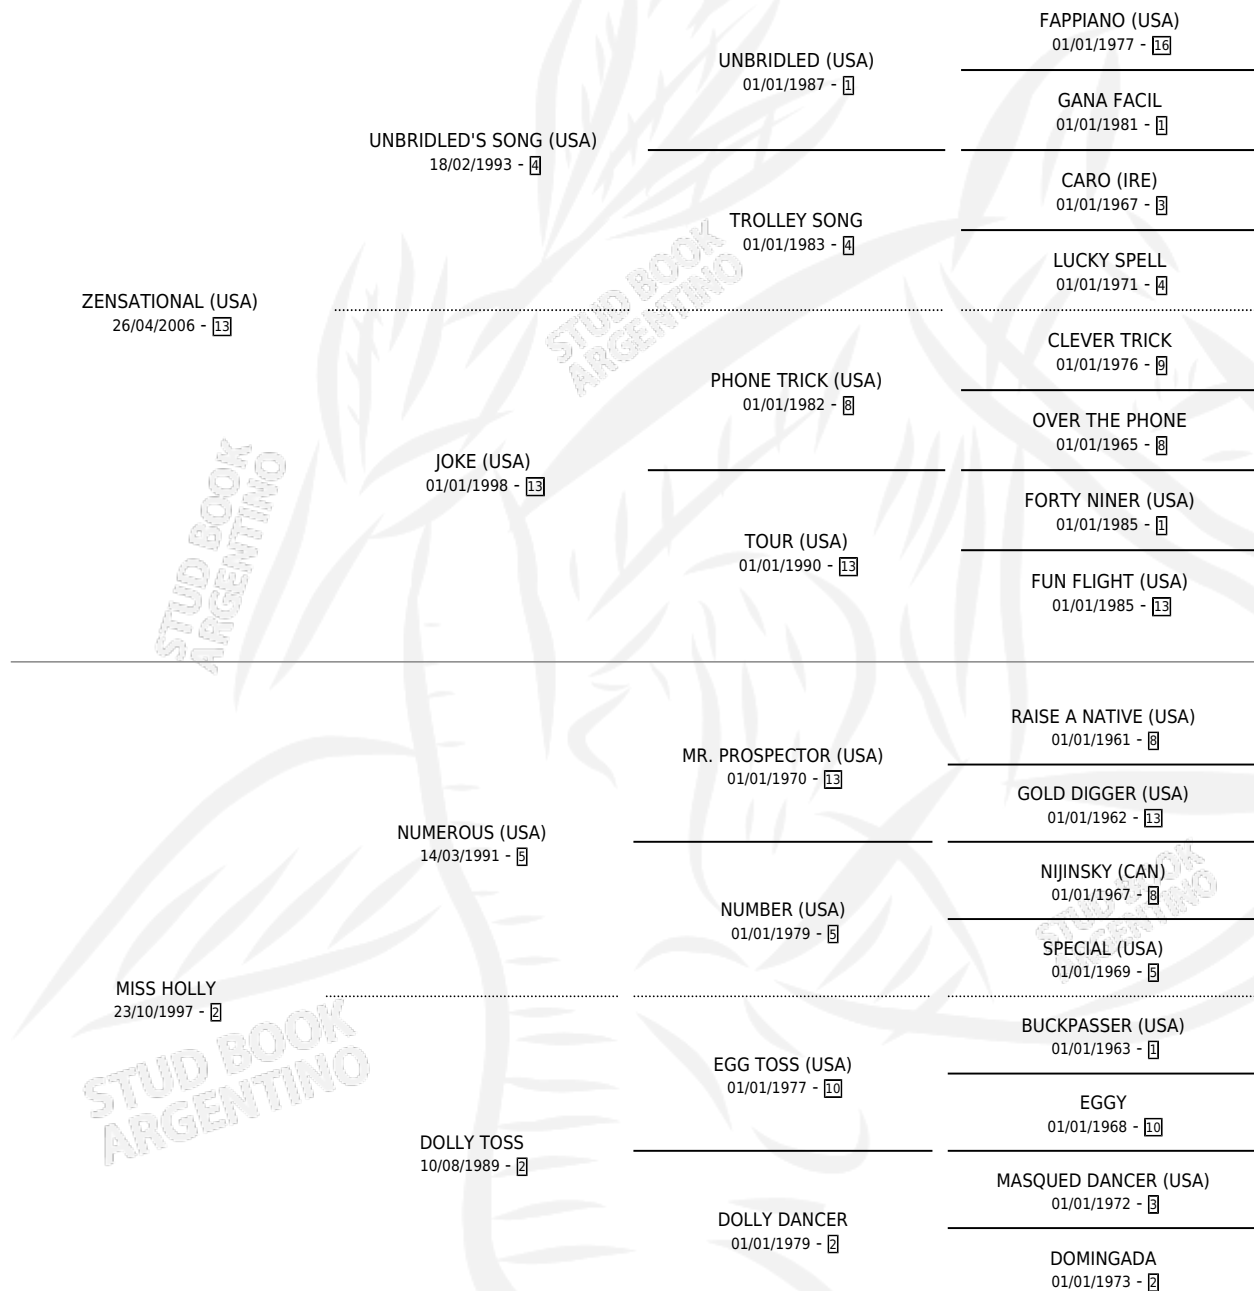 FAPPIANO (USA)
01/01/1977 - 16
UNBRIDLED (USA)
01/01/1987 - 1
GANA FACIL
01/01/1981 - 1
UNBRIDLED'S SONG (USA)
18/02/1993 - 4
CARO (IRE)
01/01/1967 - 3
TROLLEY SONG
01/01/1983 - 4
LUCKY SPELL
01/01/1971 - 4
ZENSATIONAL (USA)
26/04/2006 - 13
STUD BOOK
ARGENTINO
CLEVER TRICK
01/01/1976 - 9
PHONE TRICK (USA)
01/01/1982 - 8
OVER THE PHONE
01/01/1965 - 8
JOKE (USA)
01/01/1998 - 13
FORTY NINER (USA)
01/01/1985 - 1
TOUR (USA)
01/01/1990 - 13
FUN FLIGHT (USA)
01/01/1985 - 13
STUD BOOK
ARGENTINO
RAISE A NATIVE (USA)
01/01/1961 - 8
MR. PROSPECTOR (USA)
01/01/1970 - 13
GOLD DIGGER (USA)
01/01/1962 - 13
NUMEROUS (USA)
14/03/1991 - 5
NIJINSKY (CAN)
01/01/1967 - 8
NUMBER (USA)
01/01/1979 - 5
STUD BOOK
ARGENTINO
SPECIAL (USA)
01/01/1969 - 5
MISS HOLLY
23/10/1997 - 2
STUD BOOK
ARGENTINO
BUCKPASSER (USA)
01/01/1963 - 1
EGG TOSS (USA)
01/01/1977 - 10
EGGY
01/01/1968 - 10
DOLLY TOSS
10/08/1989 - 2
MASQUED DANCER (USA)
01/01/1972 - 3
DOLLY DANCER
01/01/1979 - 2
DOMINGADA
01/01/1973 - 2